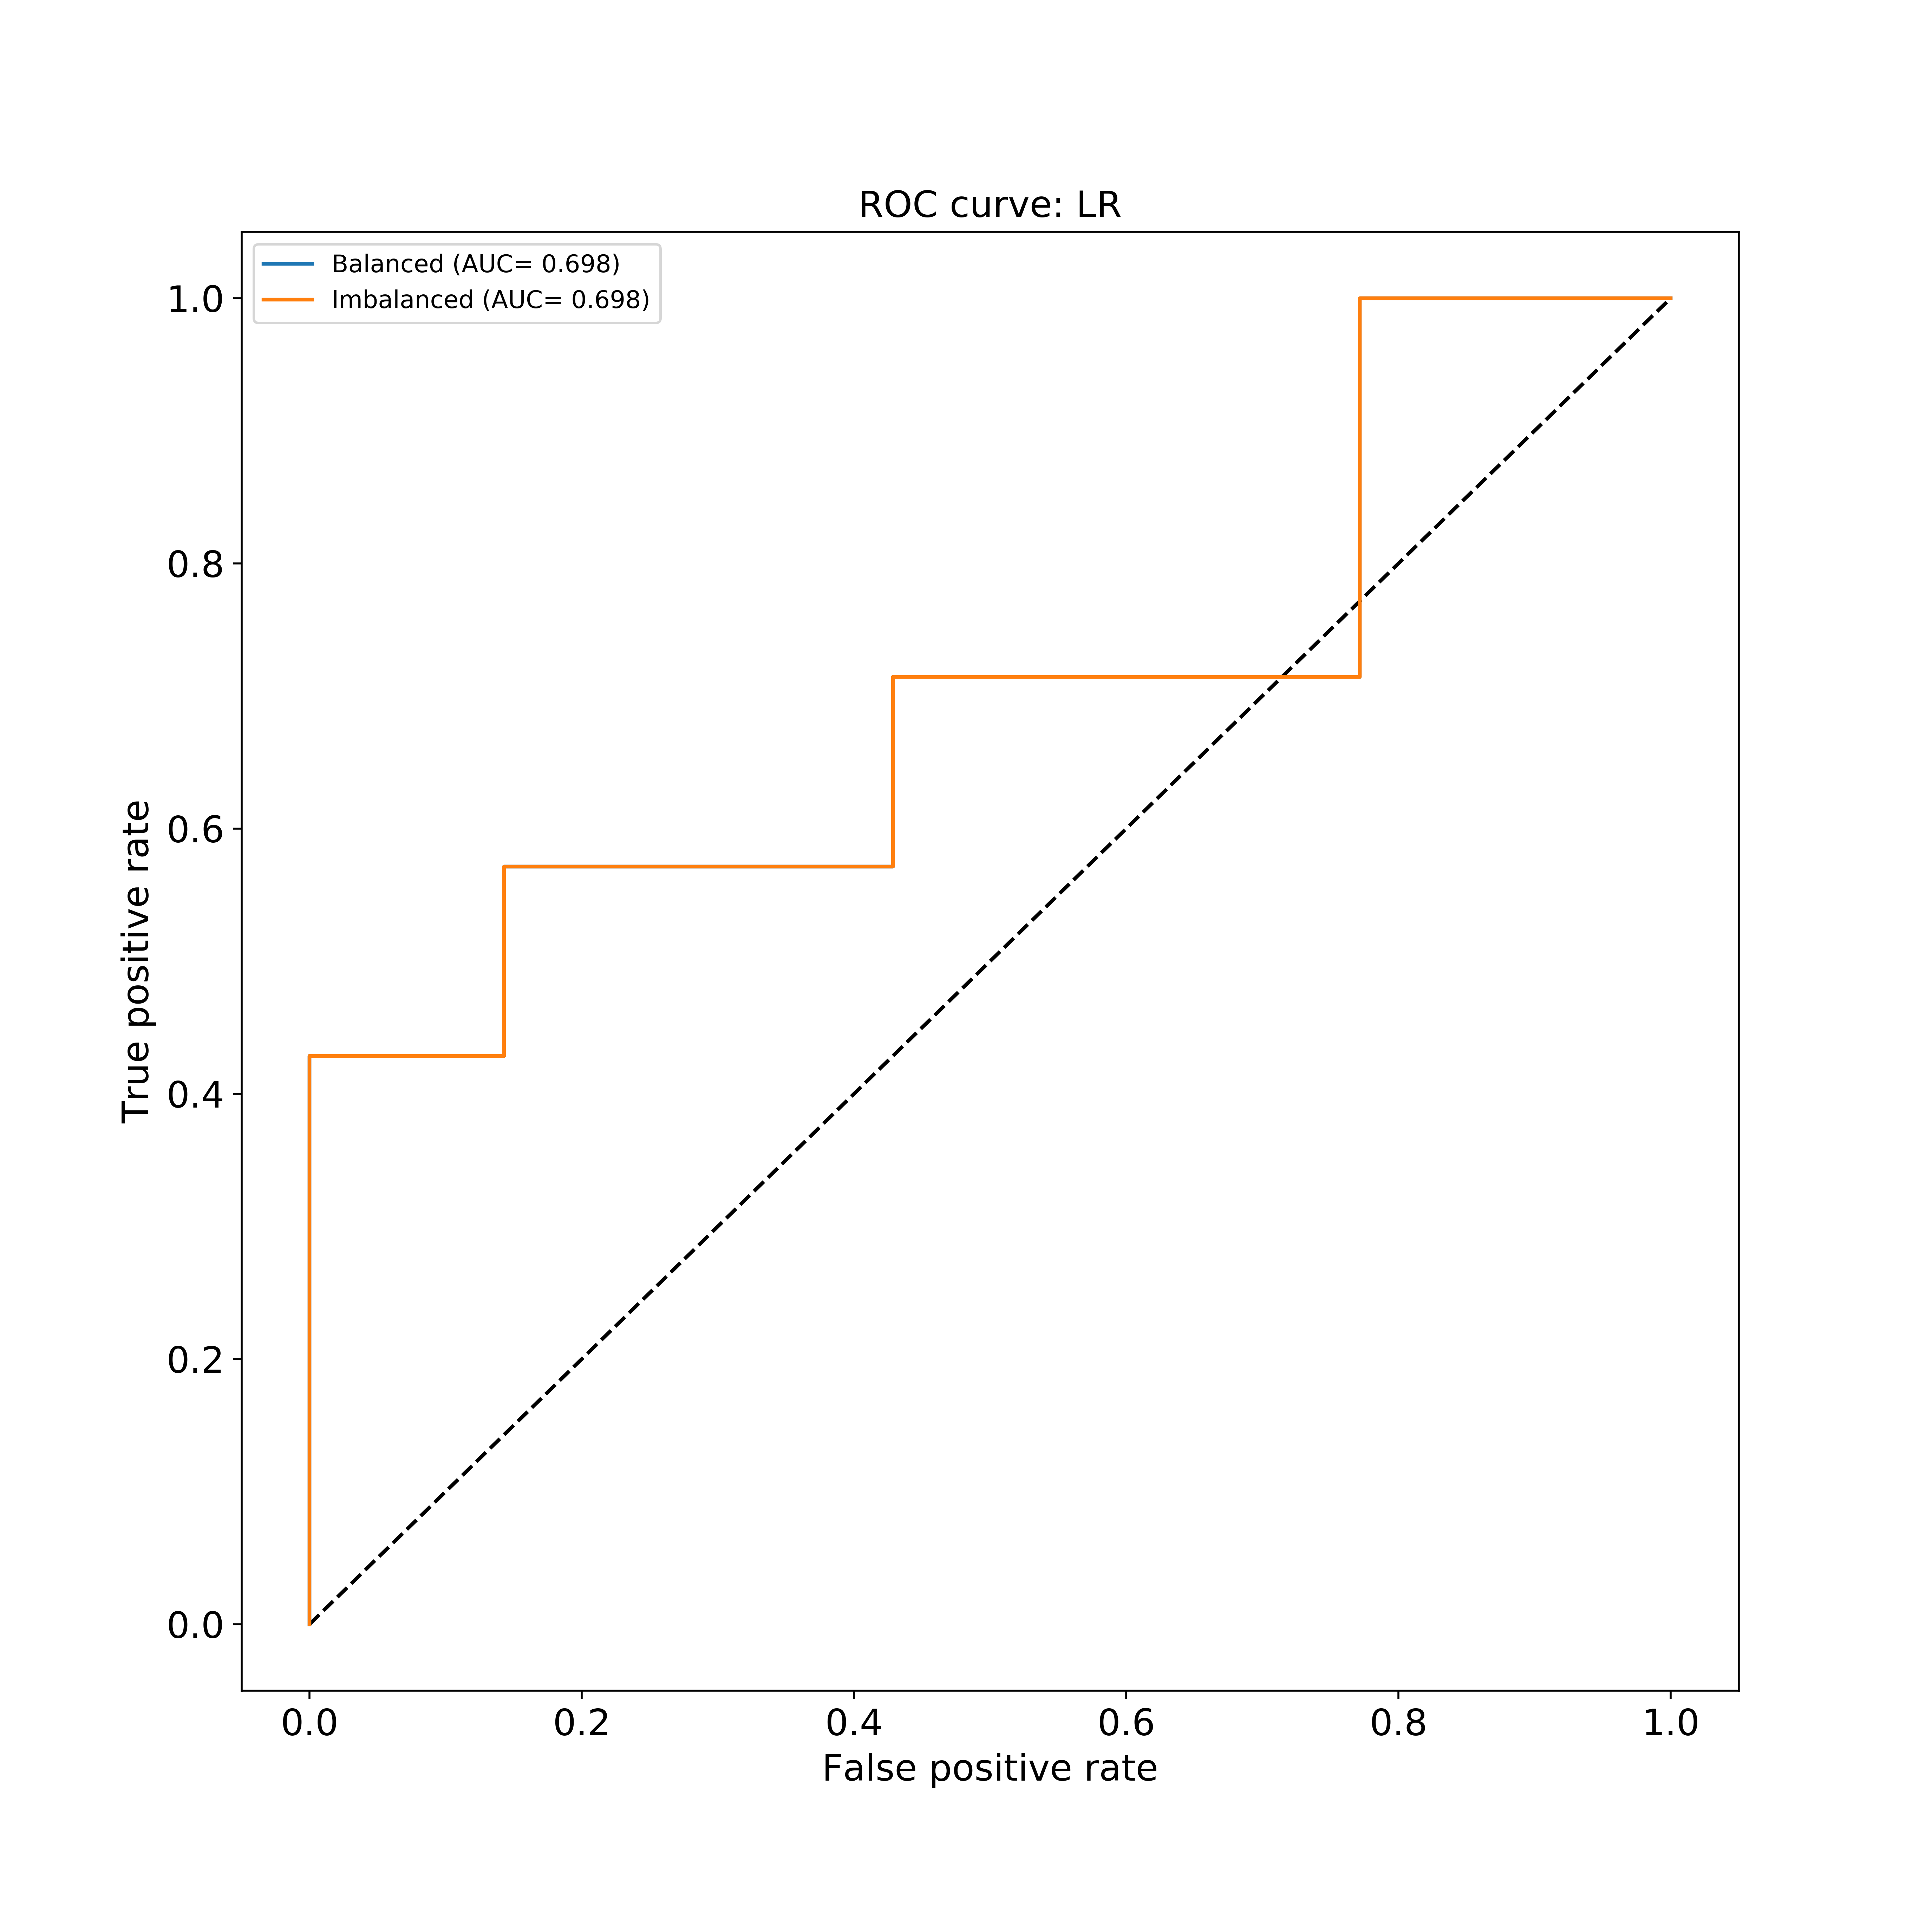 ROC curve: LR
Balanced (AUC= 0.698)
Imbalanced (AUC= 0.698)
1.0
0.8
0.6
0.4
0.2
0.0
True positive rate
0.0 0.2 0.4 0.6 0.8 1.0
False positive rate